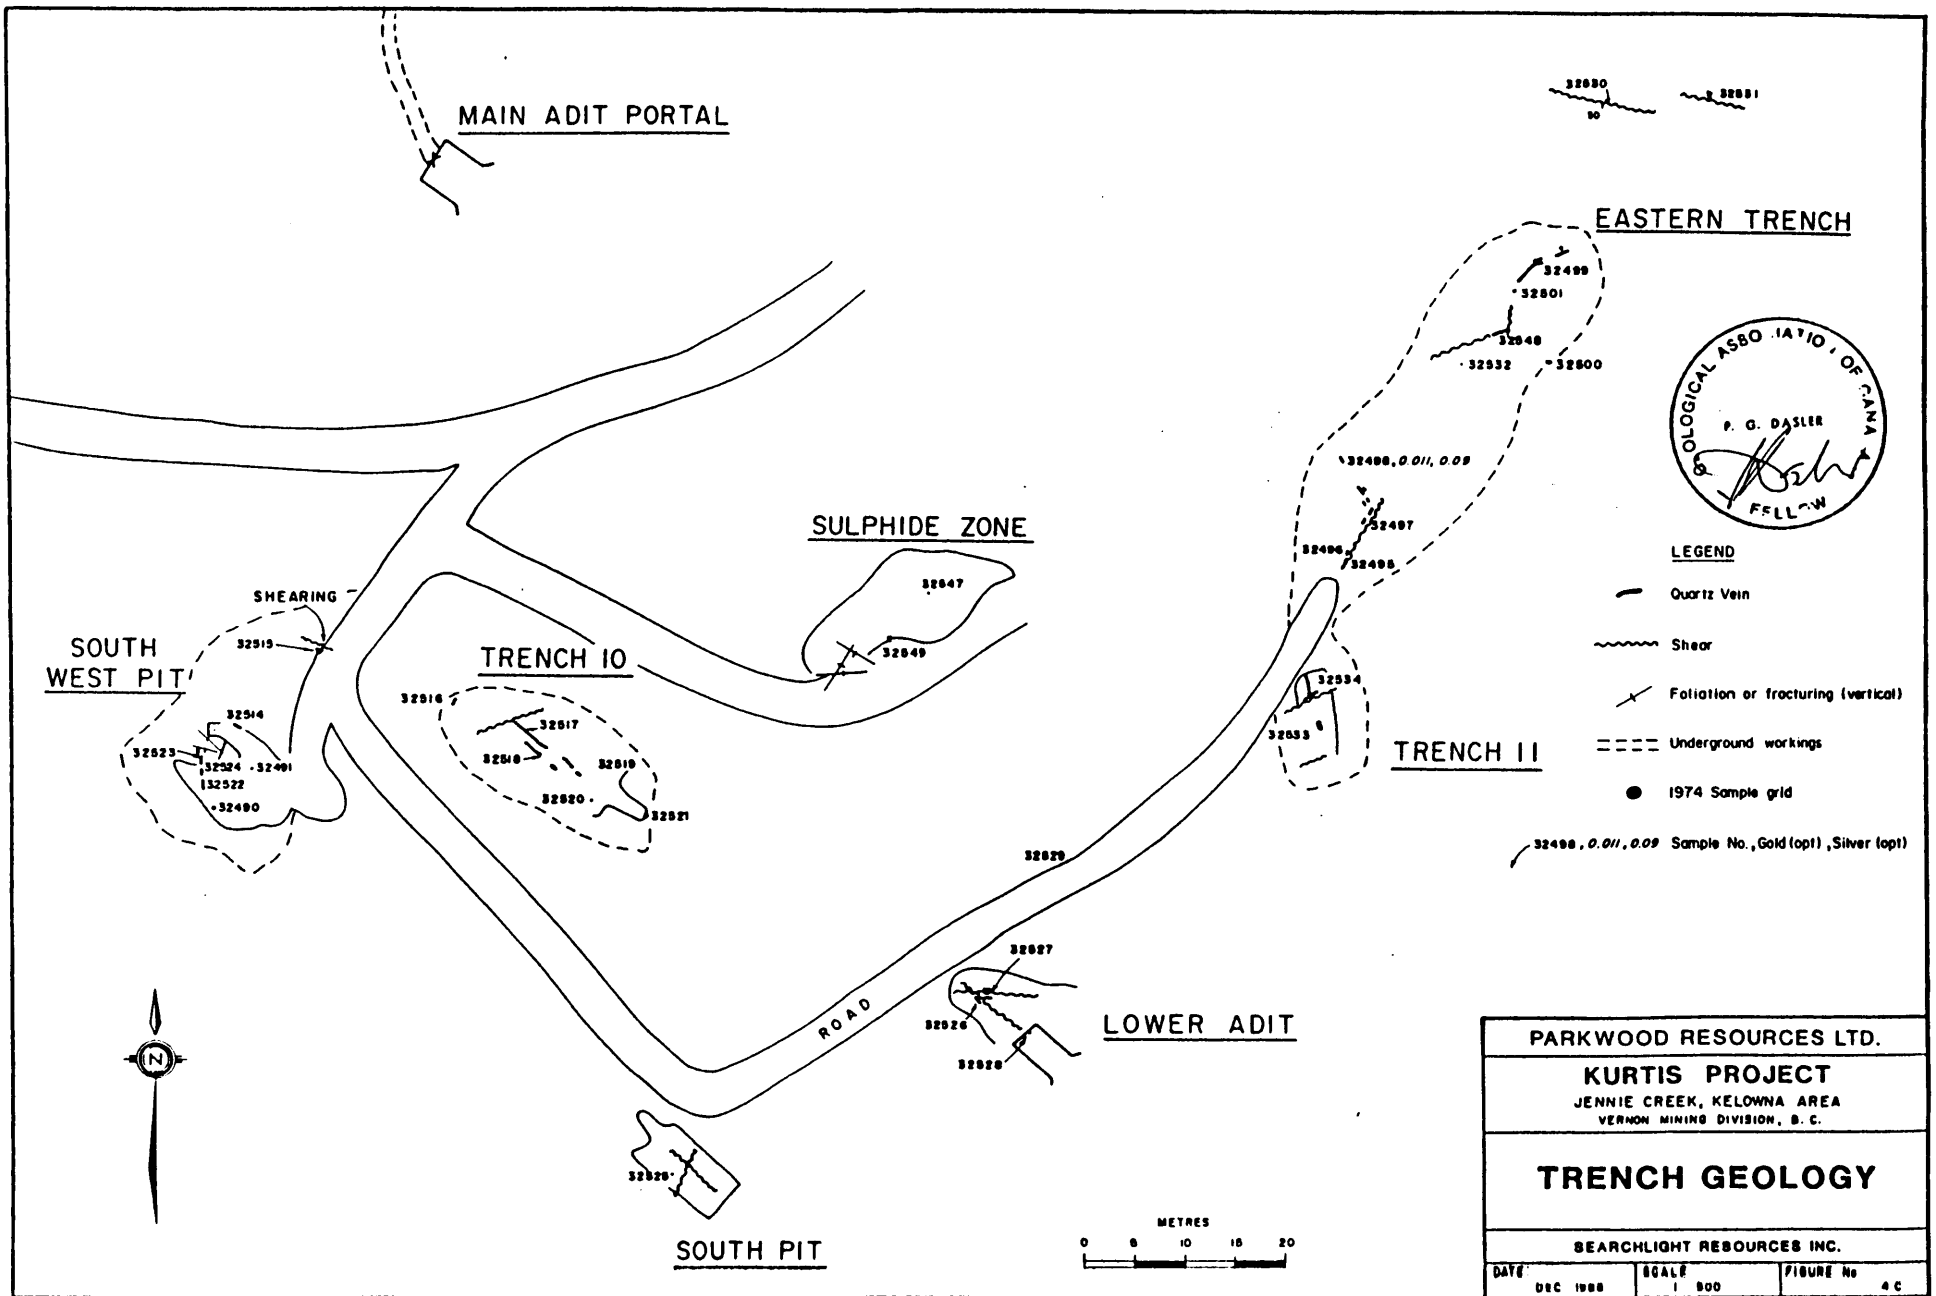 MAIN ADIT PORTAL
32530
50
32531
EASTERN TRENCH
32499
32501
32548
32532
32500
P. G. DASLER
FELLOW
32498, 0.011, 0.09
32497
32496
32495
SULPHIDE ZONE
32547
32549
SHEARING
32515
SOUTH
WEST PIT
32514
32523
32524
32491
32522
32490
TRENCH 10
32516
32517
32518
32519
32520
32521
32534
32533
TRENCH 11
32529
LEGEND
Quartz Vein
Shear
Foliation or fracturing (vertical)
Underground workings
1974 Sample grid
32498, 0.011, 0.09 Sample No., Gold (opt), Silver (opt)
ROAD
32527
32526
32528
LOWER ADIT
N
32525
SOUTH PIT
METRES
0 5 10 15 20
PARKWOOD RESOURCES LTD.
KURTIS PROJECT
JENNIE CREEK, KELOWNA AREA
VERNON MINING DIVISION, B. C.
TRENCH GEOLOGY
SEARCHLIGHT RESOURCES INC.
DATE SCALE FIGURE No
DEC 1 500 4 C